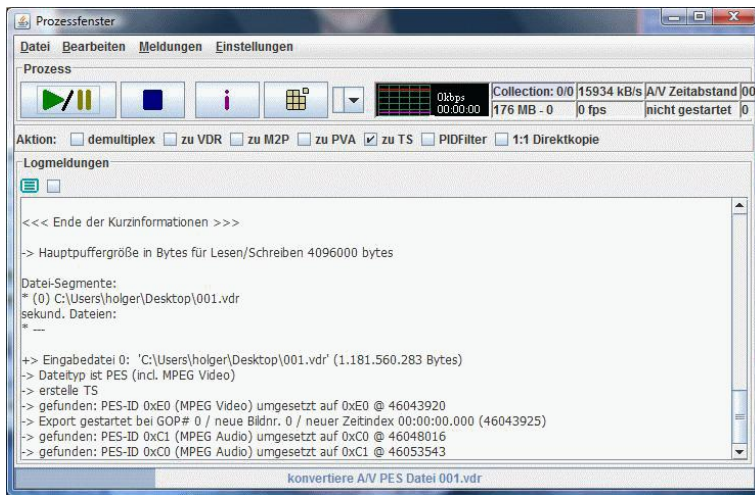 Prozessfenster
Datei Bearbeiten Meldungen Einstellungen
Prozess
0kbps
00:00:00
Collection: 0/0 15934 kB/s A/V Zeitabstand 00
176 MB - 0 0 fps nicht gestartet 0
Aktion: demultiplex zu VDR zu M2P zu PVA zu TS PIDFilter 1:1 Direktkopie
Logmeldungen
<<< Ende der Kurzinformationen >>>
-> Hauptpuffergröße in Bytes für Lesen/Schreiben 4096000 bytes
Datei-Segmente:
* (0) C:\Users\holger\Desktop\001.vdr
sekund. Dateien:
* ---
+> Eingabedatei 0: 'C:\Users\holger\Desktop\001.vdr' (1.181.560.283 Bytes)
-> Dateityp ist PES (incl. MPEG Video)
-> erstelle TS
-> gefunden: PES-ID 0xE0 (MPEG Video) umgesetzt auf 0xE0 @ 46043920
-> Export gestartet bei GOP# 0 / neue Bildnr. 0 / neuer Zeitindex 00:00:00.000 (46043925)
-> gefunden: PES-ID 0xC1 (MPEG Audio) umgesetzt auf 0xC0 @ 46048016
-> gefunden: PES-ID 0xC0 (MPEG Audio) umgesetzt auf 0xC1 @ 46053543
konvertiere A/V PES Datei 001.vdr